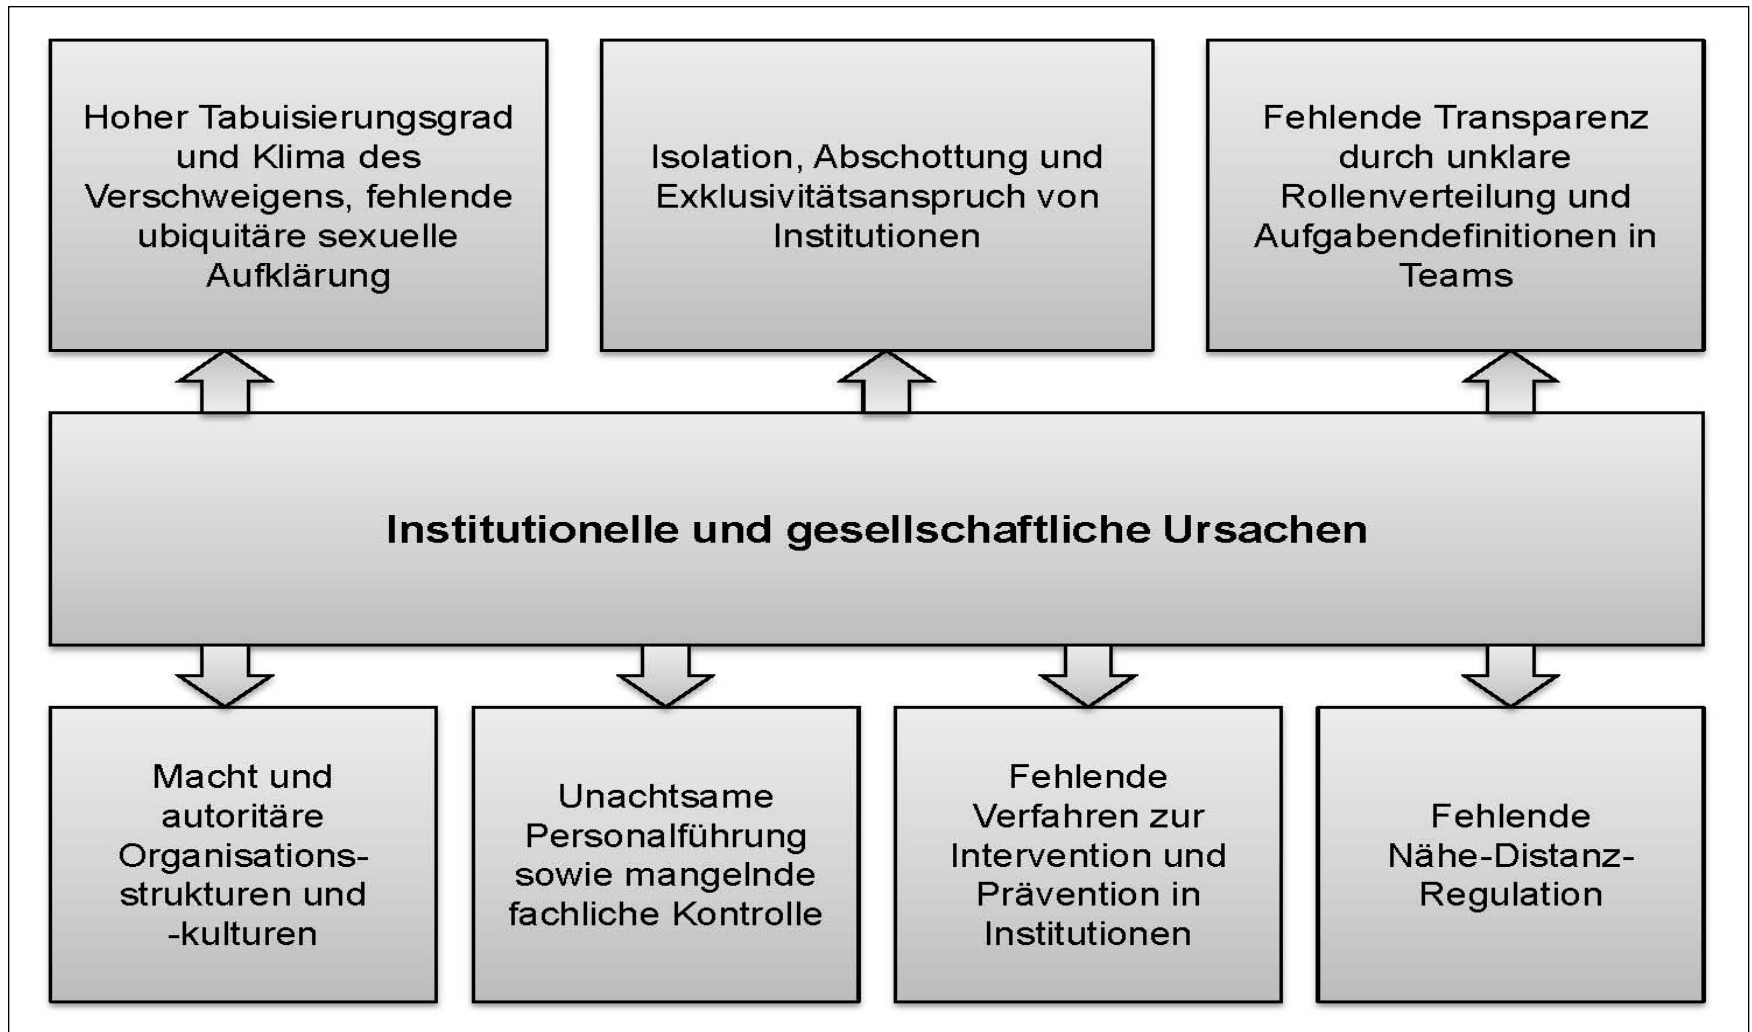 Hoher Tabuisierungsgrad
und Klima des
Verschweigens, fehlende
ubiquitäre sexuelle
Aufklärung
Isolation, Abschottung und
Exklusivitätsanspruch von
Institutionen
Fehlende Transparenz
durch unklare
Rollenverteilung und
Aufgabendefinitionen in
Teams
Institutionelle und gesellschaftliche Ursachen
Macht und
autoritäre
Organisations-
strukturen und
-kulturen
Unachtsame
Personalführung
sowie mangelnde
fachliche Kontrolle
Fehlende
Verfahren zur
Intervention und
Prävention in
Institutionen
Fehlende
Nähe-Distanz-
Regulation